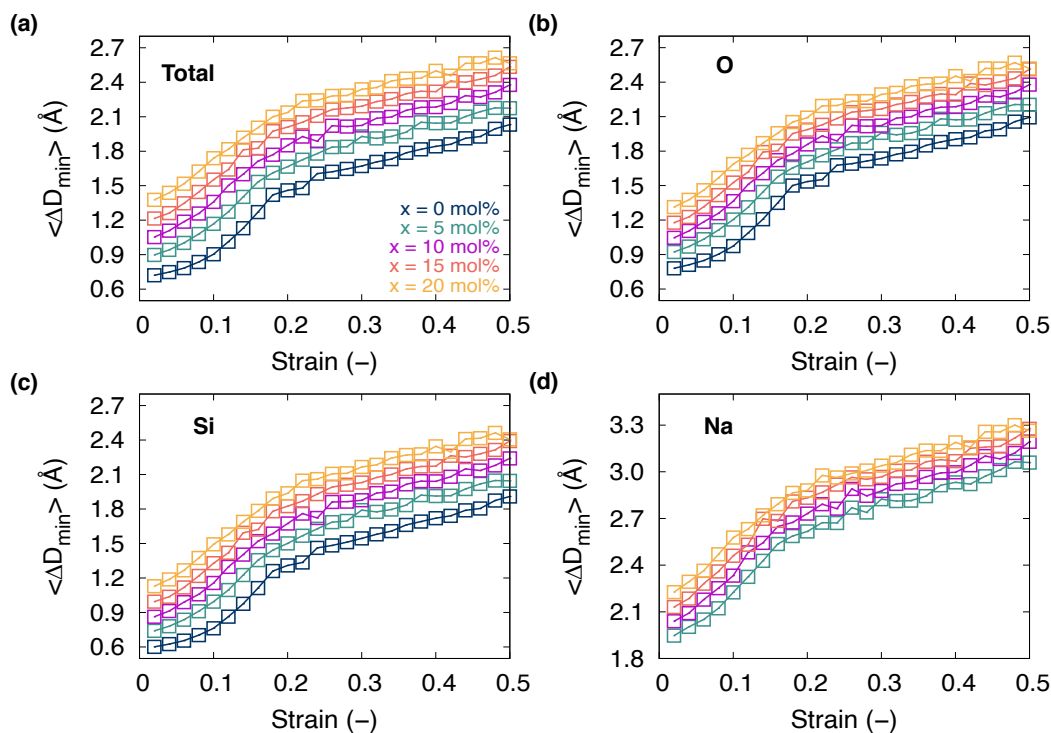 (a)
Total
<ΔD_min> (Å)
2.7
2.4
2.1
1.8
1.5
1.2
0.9
0.6
x = 0 mol%
x = 5 mol%
x = 10 mol%
x = 15 mol%
x = 20 mol%
0 0.1 0.2 0.3 0.4 0.5
Strain (–)
(b)
O
<ΔD_min> (Å)
2.7
2.4
2.1
1.8
1.5
1.2
0.9
0.6
0 0.1 0.2 0.3 0.4 0.5
Strain (–)
(c)
Si
<ΔD_min> (Å)
2.7
2.4
2.1
1.8
1.5
1.2
0.9
0.6
0 0.1 0.2 0.3 0.4 0.5
Strain (–)
(d)
Na
<ΔD_min> (Å)
3.3
3.0
2.7
2.4
2.1
1.8
0 0.1 0.2 0.3 0.4 0.5
Strain (–)